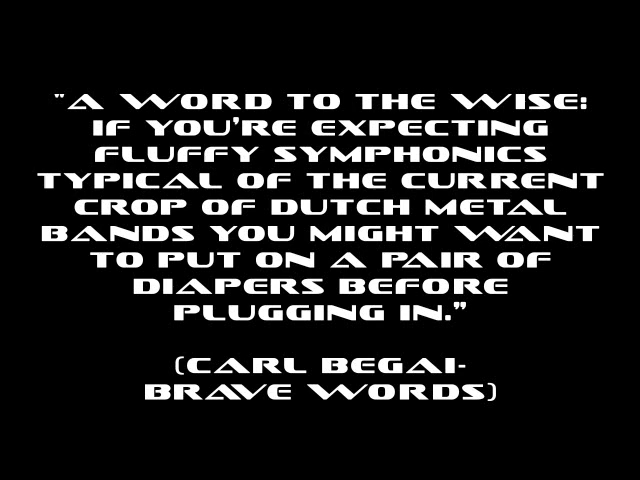 "A WORD TO THE WISE:
IF YOU'RE EXPECTING
FLUFFY SYMPHONICS
TYPICAL OF THE CURRENT
CROP OF DUTCH METAL
BANDS YOU MIGHT WANT
TO PUT ON A PAIR OF
DIAPERS BEFORE
PLUGGING IN."
(CARL BEGAI-
BRAVE WORDS)